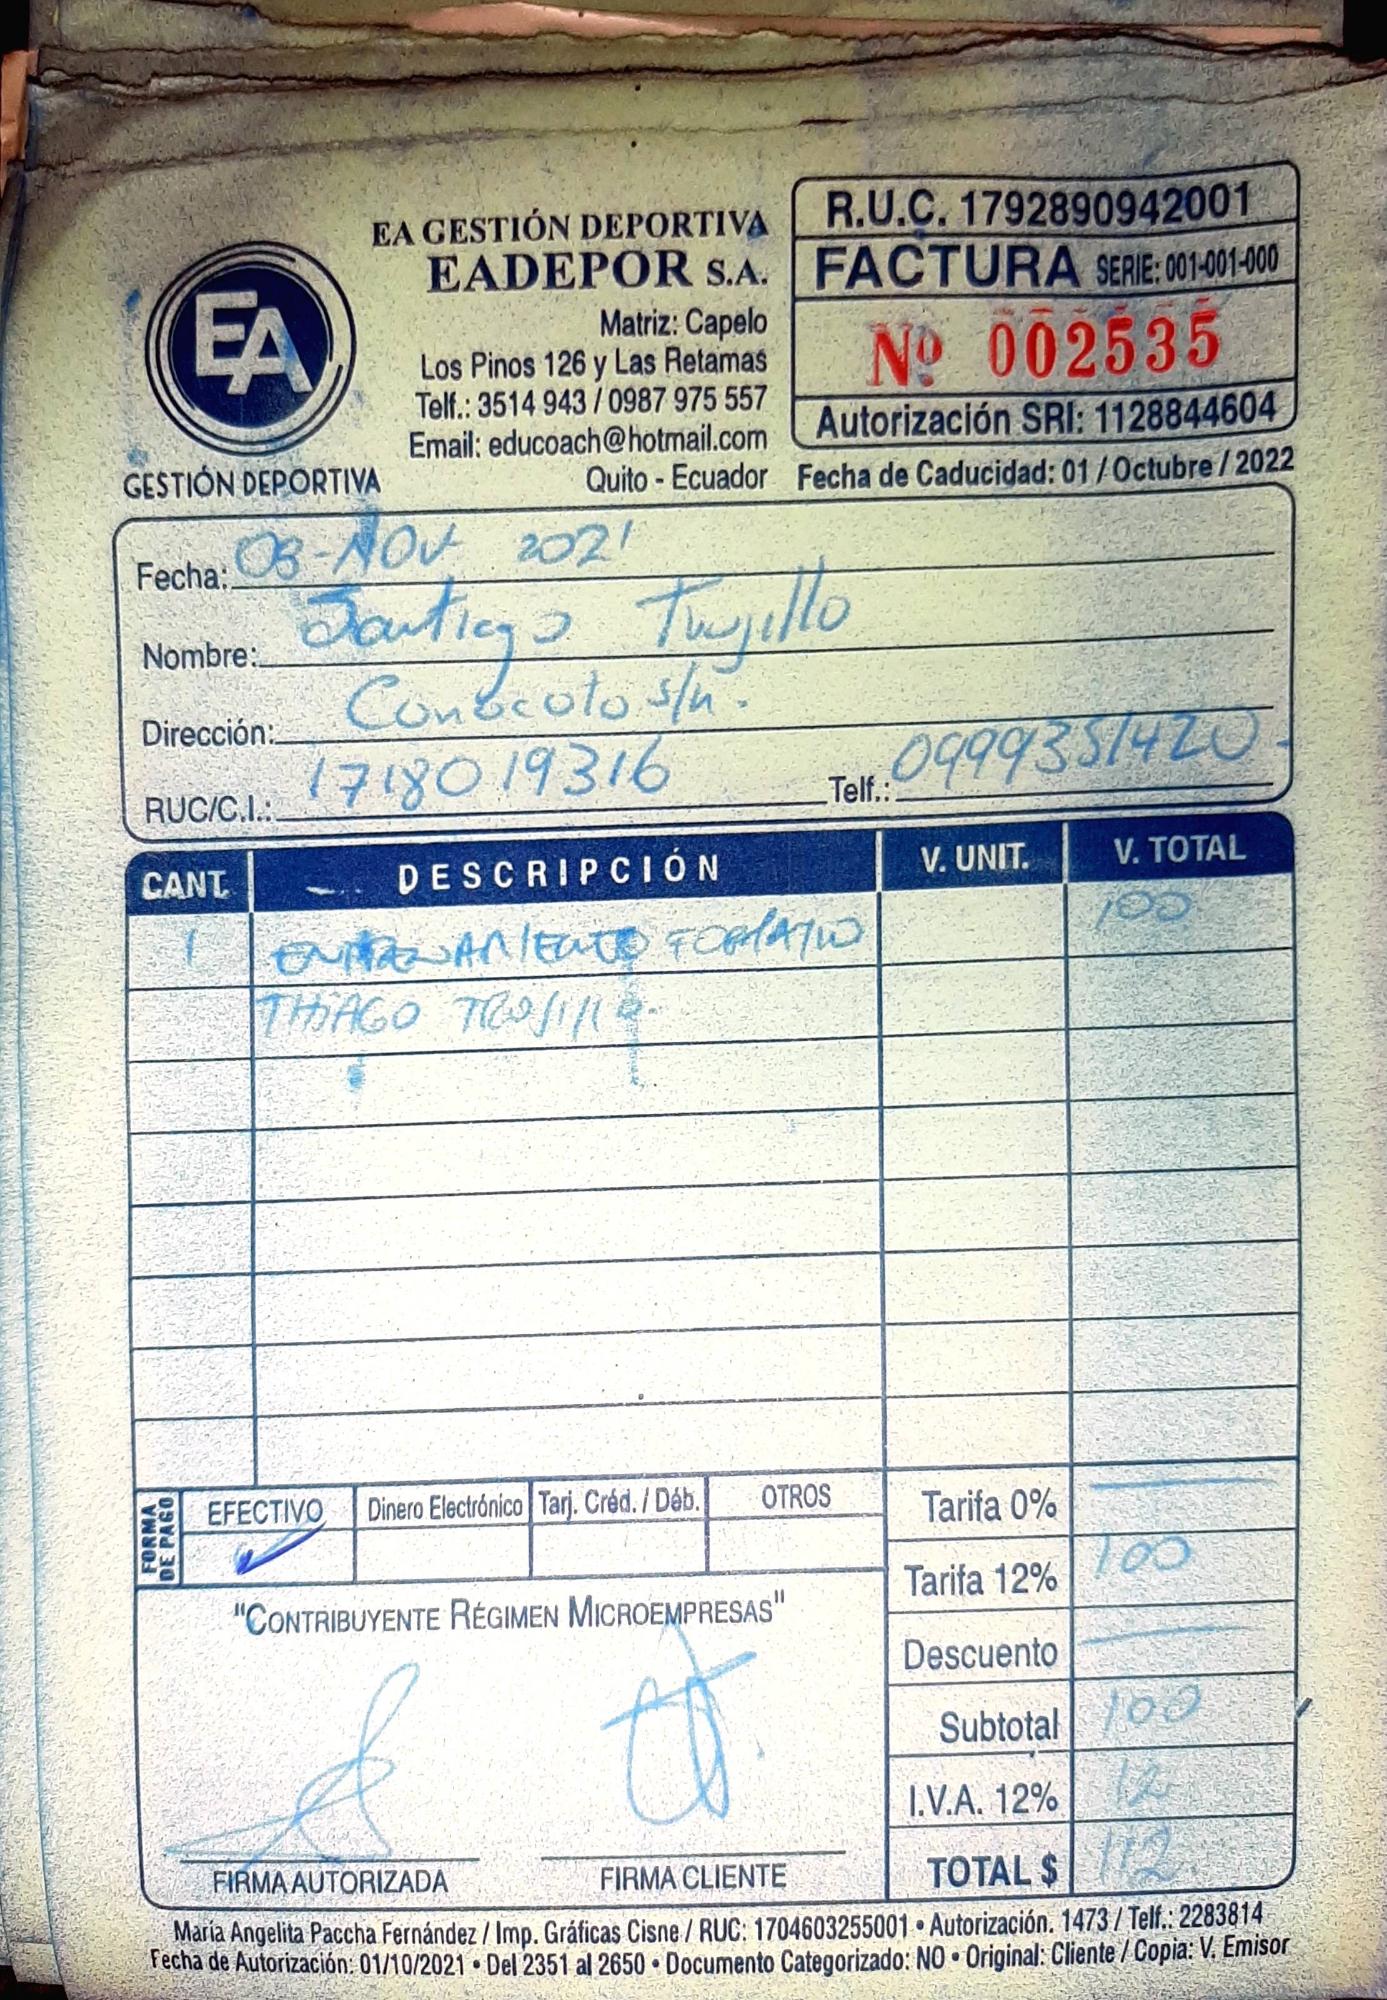 EA GESTIÓN DEPORTIVA
EADEPOR S.A.
Matriz: Capelo
Los Pinos 126 y Las Retamas
Telf.: 3514 943 / 0987 975 557
Email: educoach@hotmail.com
Quito - Ecuador
EA
GESTIÓN DEPORTIVA
R.U.C. 1792890942001
FACTURA SERIE: 001-001-000
Nº 002535
Autorización SRI: 1128844604
Fecha de Caducidad: 01 / Octubre / 2022
Fecha: 03-NOV 2021
Nombre: Santiago Trujillo
Dirección: Conocoto s/n.
RUC/C.I.: 1718019316 Telf.: 0999351420
CANT. DESCRIPCIÓN V. UNIT. V. TOTAL
1 ENTRENAMIENTO 100
THIAGO TRUJILLO
FORMA DE PAGO
EFECTIVO Dinero Electrónico Tarj. Créd. / Déb. OTROS
"CONTRIBUYENTE RÉGIMEN MICROEMPRESAS"
Tarifa 0%
Tarifa 12% 100
Descuento
Subtotal 100
I.V.A. 12% 12
TOTAL $ 112
FIRMA AUTORIZADA FIRMA CLIENTE
María Angelita Paccha Fernández / Imp. Gráficas Cisne / RUC: 1704603255001 • Autorización. 1473 / Telf.: 2283814
Fecha de Autorización: 01/10/2021 • Del 2351 al 2650 • Documento Categorizado: NO • Original: Cliente / Copia: V. Emisor